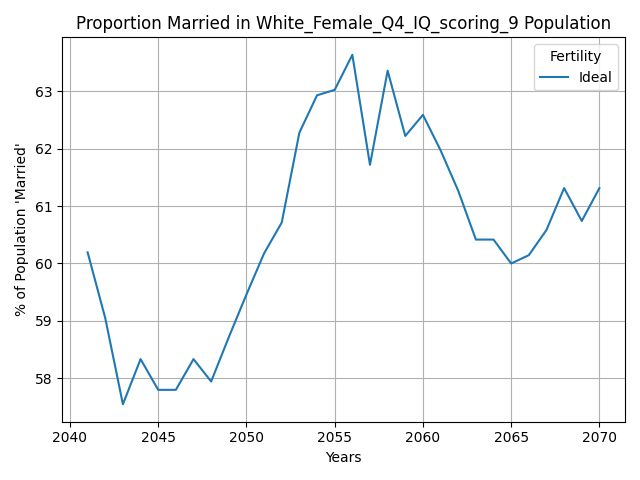 Proportion Married in White_Female_Q4_IQ_scoring_9 Population
Fertility
Ideal
% of Population 'Married'
63
62
61
60
59
58
2040 2045 2050 2055 2060 2065 2070
Years